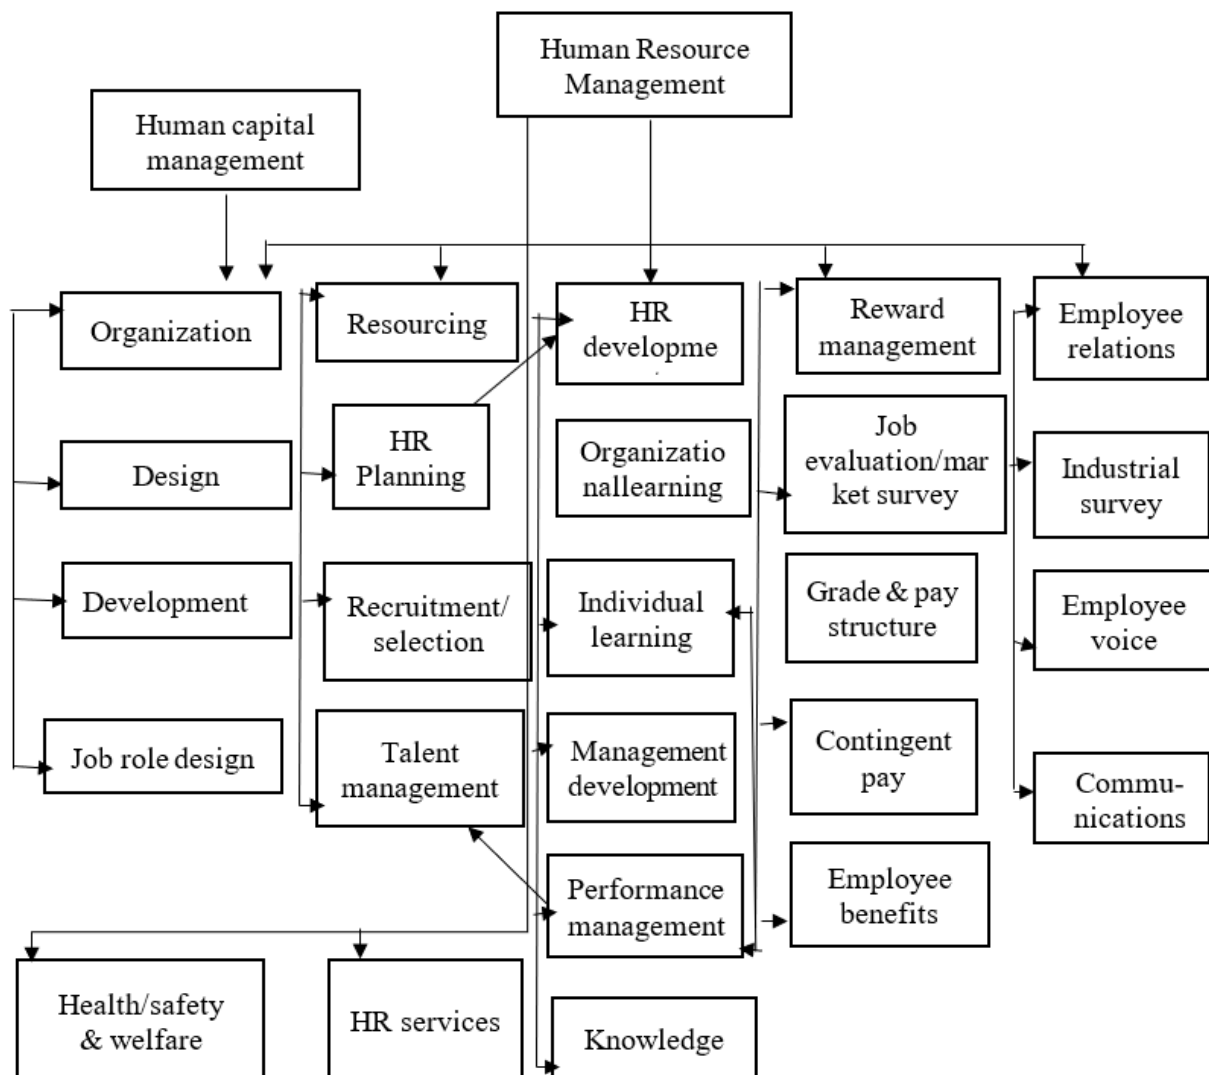 Human Resource
Management
Human capital
management
Organization
Resourcing
HR
developme
Reward
management
Employee
relations
Design
HR
Planning
Organizatio
nallearning
Job
evaluation/mar
ket survey
Industrial
survey
Development
Recruitment/
selection
Individual
learning
Grade & pay
structure
Employee
voice
Job role design
Talent
management
Management
development
Contingent
pay
Commu-
nications
Performance
management
Employee
benefits
Health/safety
& welfare
HR services
Knowledge